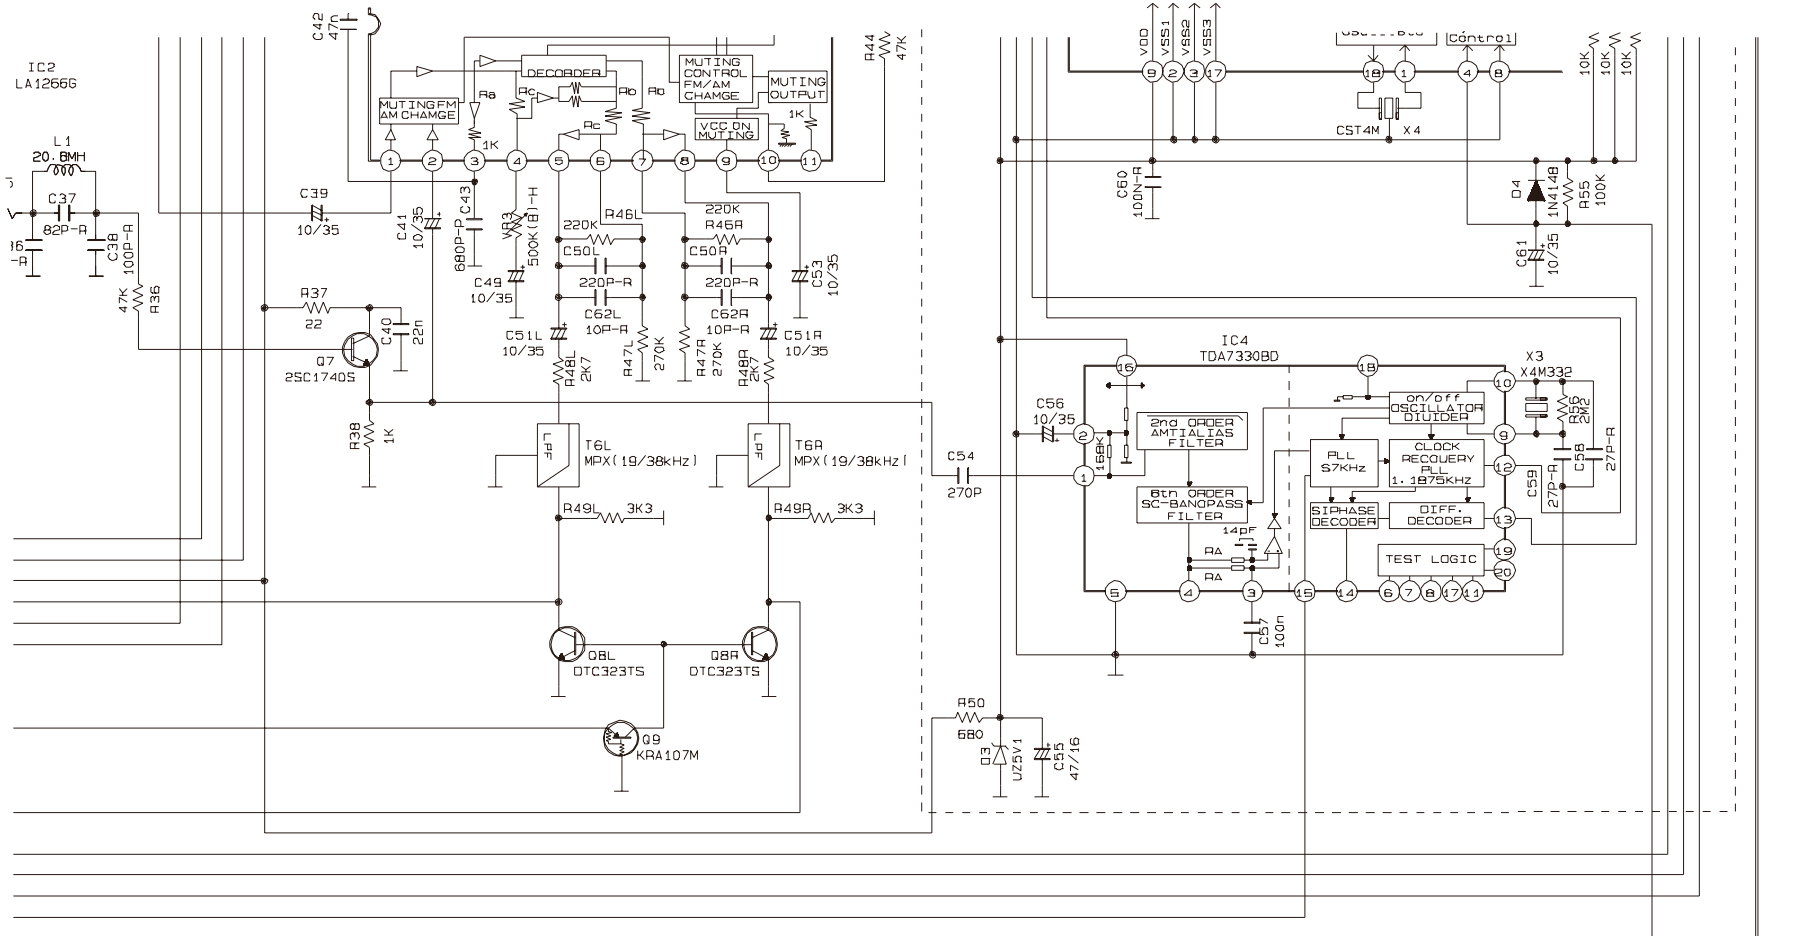 C42
47n
IC2
LA1266G
L1
20.8MH
C37
82P-R
C38
100P-R
47K
R36
C39
10/35
R37
22
C40
22n
Q7
2SC1740S
R38
1K
MUTING FM
AM CHANGE
DECORDER
MUTING
CONTROL
FM/AM
CHANGE
MUTING
OUTPUT
VCC ON
MUTING
Ra
Rc
Rb
Rb
Rc
1K
1K
1
2
3
4
5
6
7
8
9
10
11
R44
47K
C41
10/35
C43
680P-P
VR3
500K(B)-H
C49
10/35
R46L
220K
C50L
220P-R
C62L
10P-R
C51L
10/35
R47L
270K
R48L
2K7
220K
R46R
C50R
220P-R
C62R
10P-R
C51R
10/35
R47R
270K
R48R
2K7
C53
10/35
LPF
T6L
MPX(19/38kHz)
LPF
T6R
MPX(19/38kHz)
R49L
3K3
R49R
3K3
Q8L
DTC323TS
Q8R
DTC323TS
Q9
KRA107M
R50
680
D3
UZ5V1
C55
47/16
C54
270P
C56
10/35
VDD
VSS1
VSS2
VSS3
9
2
3
17
18
1
4
8
Control
CST4M
X4
10K
10K
10K
C60
100N-R
D4
1N4148
R55
100K
C61
10/35
IC4
TDA7330BD
16
18
2
1
168K
2nd ORDER
AMTIALIAS
FILTER
8th ORDER
SC-BANDPASS
FILTER
14pF
RA
RA
on/off
OSCILLATOR
DIUIDER
PLL
57KHz
CLOCK
RECOVERY
PLL
1.1875KHz
SIPHASE
DECODER
DIFF.
DECODER
TEST LOGIC
10
9
12
13
19
20
5
4
3
15
14
6
7
8
17
11
X3
X4M332
R56
2M2
C58
27P-R
C59
27P-R
C57
100n